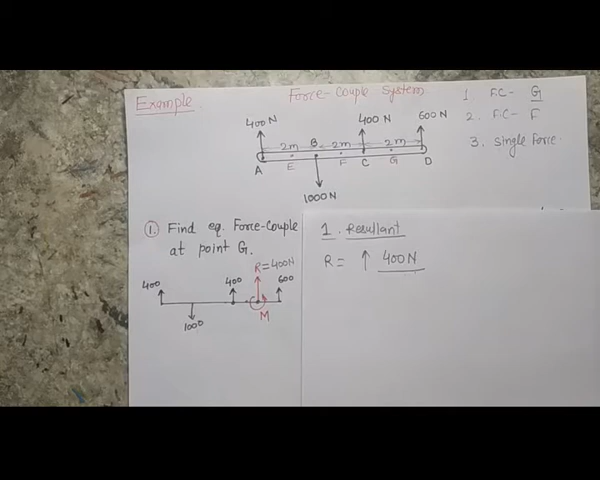 Example
Force-Couple System
1 F.C- G
2. F.C- F
3. Single Force.
400 N
400 N
600 N
2m B 2m 2m
A E F C G D
1000 N
1. Find eq. Force-Couple
at point G.
R=400N
400
400
600
1000
M
1. Resultant
R= ↑ 400N